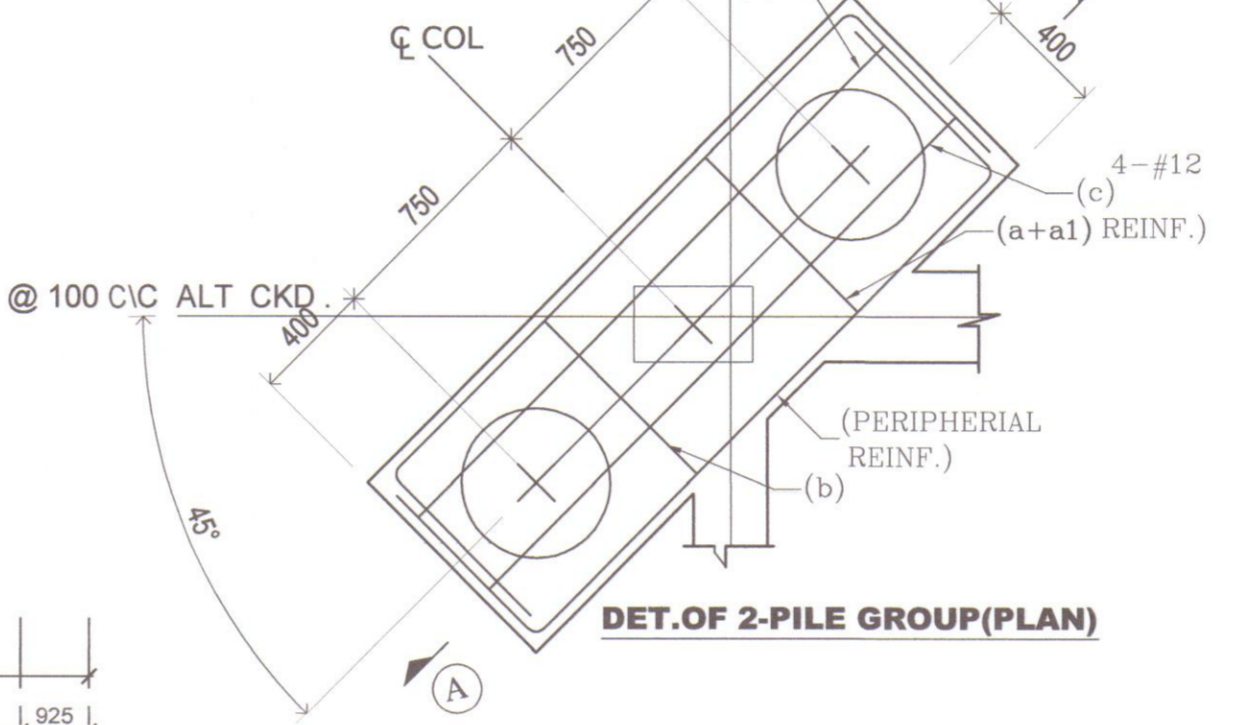 ℄ COL
750
400
750
4-#12
(c)
(a+a1) REINF.)
@ 100 C\C ALT CKD.
400
(PERIPHERIAL
REINF.)
(b)
45°
DET.OF 2-PILE GROUP(PLAN)
A
925